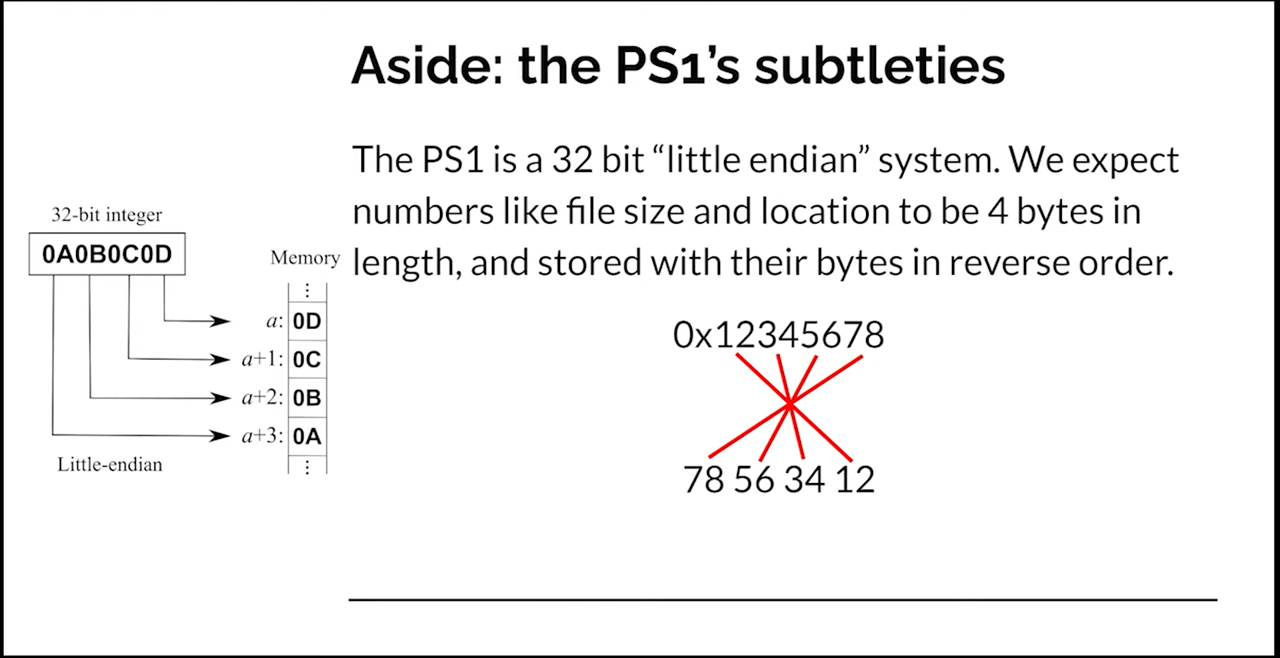 Aside: the PS1’s subtleties
The PS1 is a 32 bit “little endian” system. We expect
numbers like file size and location to be 4 bytes in
length, and stored with their bytes in reverse order.
32-bit integer
0A0B0C0D
Memory
⋮
a: 0D
a+1: 0C
a+2: 0B
a+3: 0A
⋮
Little-endian
0x12345678
78 56 34 12